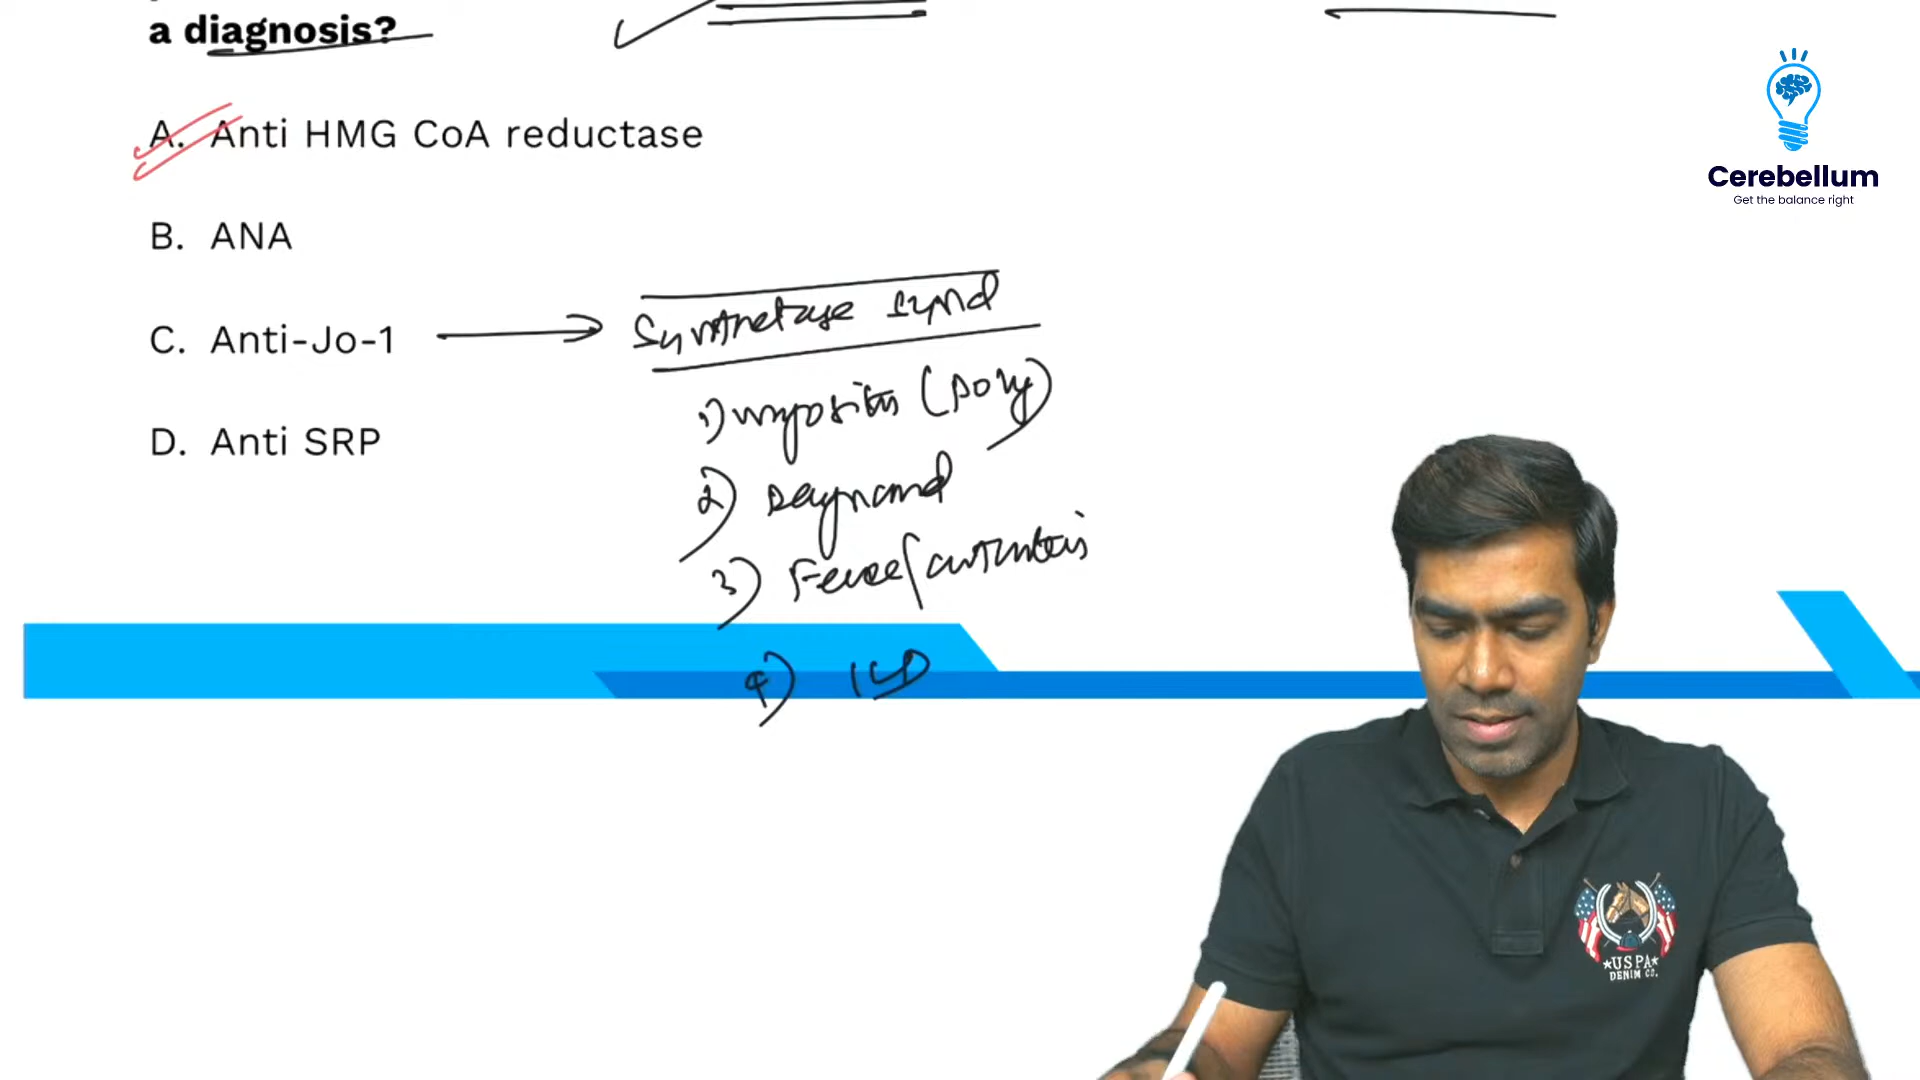 a diagnosis?
A. Anti HMG CoA reductase
B. ANA
C. Anti-Jo-1
D. Anti SRP
Synthetase synd
1) myositis (poly)
2) Raynaud
3) Fever/arthritis
4) ILD
Cerebellum
Get the balance right
USPA
DENIM CO.